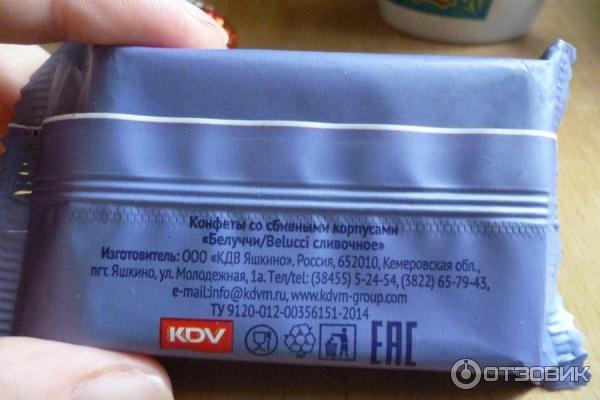 Конфеты со сбивными корпусами
«Белуччи/Belucci сливочное»
Изготовитель: ООО «КДВ Яшкино», Россия, 652010, Кемеровская обл.,
пгт. Яшкино, ул. Молодежная, 1а. Тел/tel: (38455) 5-24-54, (3822) 65-79-43,
e-mail:info@kdvm.ru, www.kdvm-group.com
ТУ 9120-012-00356151-2014
KDV
EAC
ОТЗОВИК